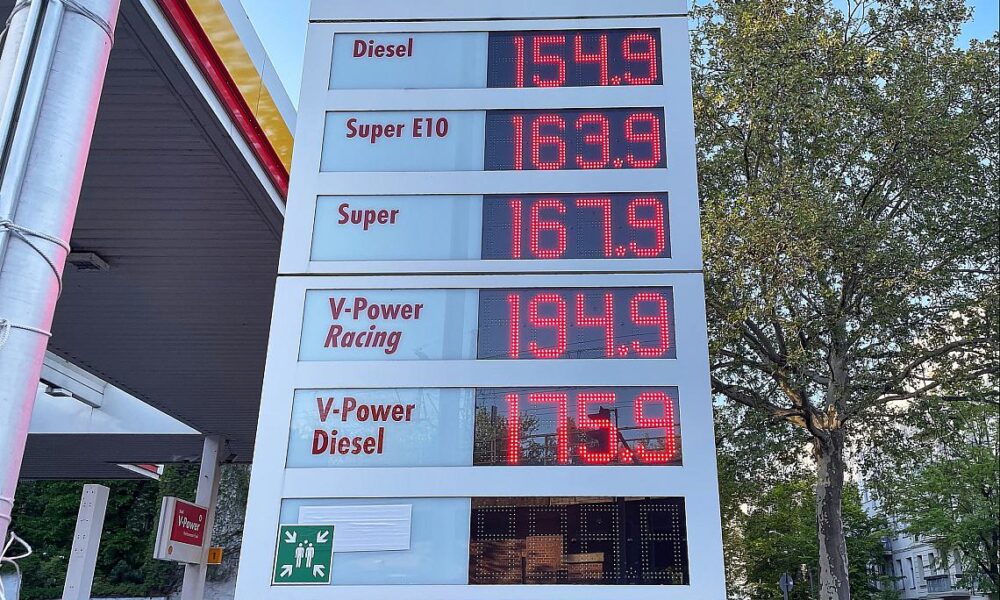 Diesel 154.9
Super E10 163.9
Super 167.9
V-Power
Racing 194.9
V-Power
Diesel 175.9
V-Power
1